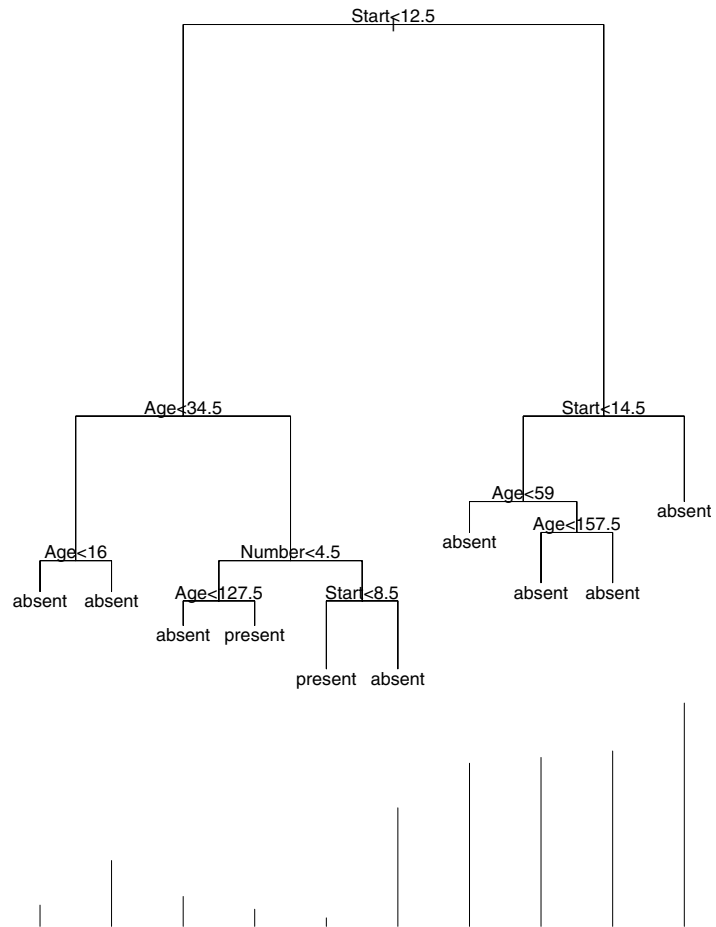 Start<12.5
Age<34.5
Start<14.5
Age<59
absent
Age<157.5
absent
Age<16
Number<4.5
absent
absent
Age<127.5
Start<8.5
absent
absent
absent
present
present
absent